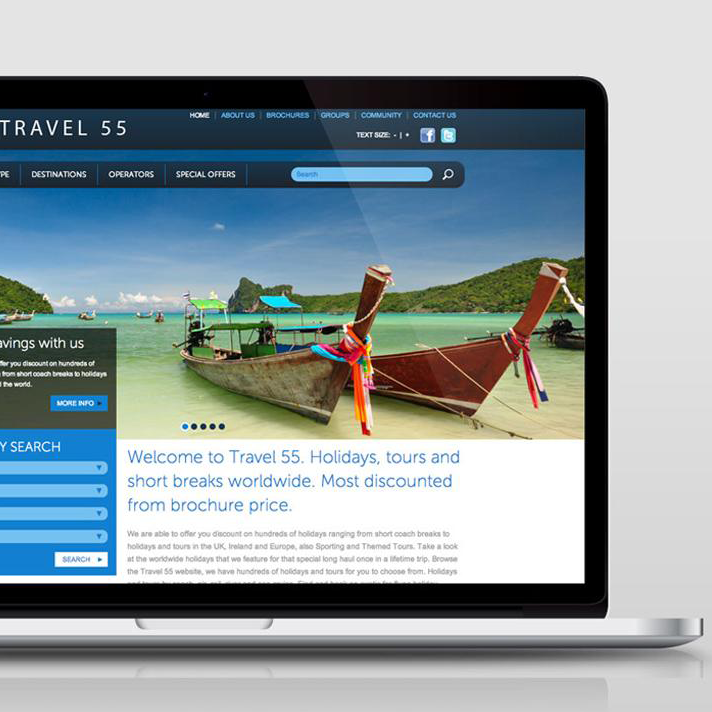 HOME | ABOUT US | BROCHURES | GROUPS | COMMUNITY | CONTACT US
TRAVEL 55
TEXT SIZE: - | +
PE DESTINATIONS OPERATORS SPECIAL OFFERS Search
avings with us
ffer you discount on hundreds of
from short coach breaks to holidays
the world.
MORE INFO
Y SEARCH
SEARCH
Welcome to Travel 55. Holidays, tours and
short breaks worldwide. Most discounted
from brochure price.
We are able to offer you discount on hundreds of holidays ranging from short coach breaks to
holidays and tours in the UK, Ireland and Europe, also Sporting and Themed Tours. Take a look
at the worldwide holidays that we feature for that special long haul once in a lifetime trip. Browse
the Travel 55 website, we have hundreds of holidays and tours for you to choose from. Holidays